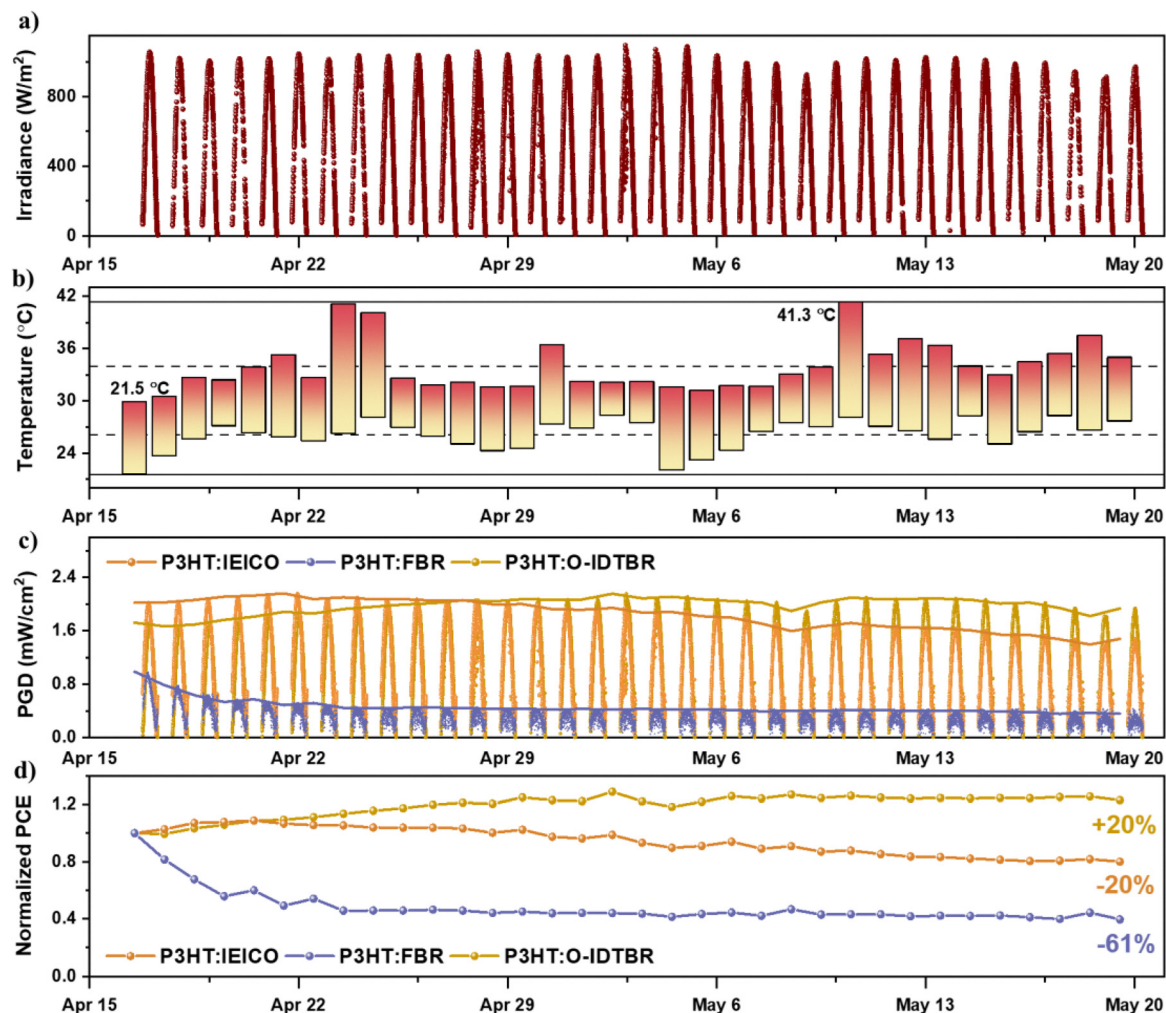 a)
Irradiance (W/m²)
800
400
0
Apr 15 Apr 22 Apr 29 May 6 May 13 May 20
b)
Temperature (°C)
42
36
30
24
21.5 °C
41.3 °C
Apr 15 Apr 22 Apr 29 May 6 May 13 May 20
c)
PGD (mW/cm²)
2.4
1.6
0.8
0.0
P3HT:IEICO P3HT:FBR P3HT:O-IDTBR
Apr 15 Apr 22 Apr 29 May 6 May 13 May 20
d)
Normalized PCE
1.2
0.8
0.4
0.0
+20%
-20%
-61%
P3HT:IEICO P3HT:FBR P3HT:O-IDTBR
Apr 15 Apr 22 Apr 29 May 6 May 13 May 20